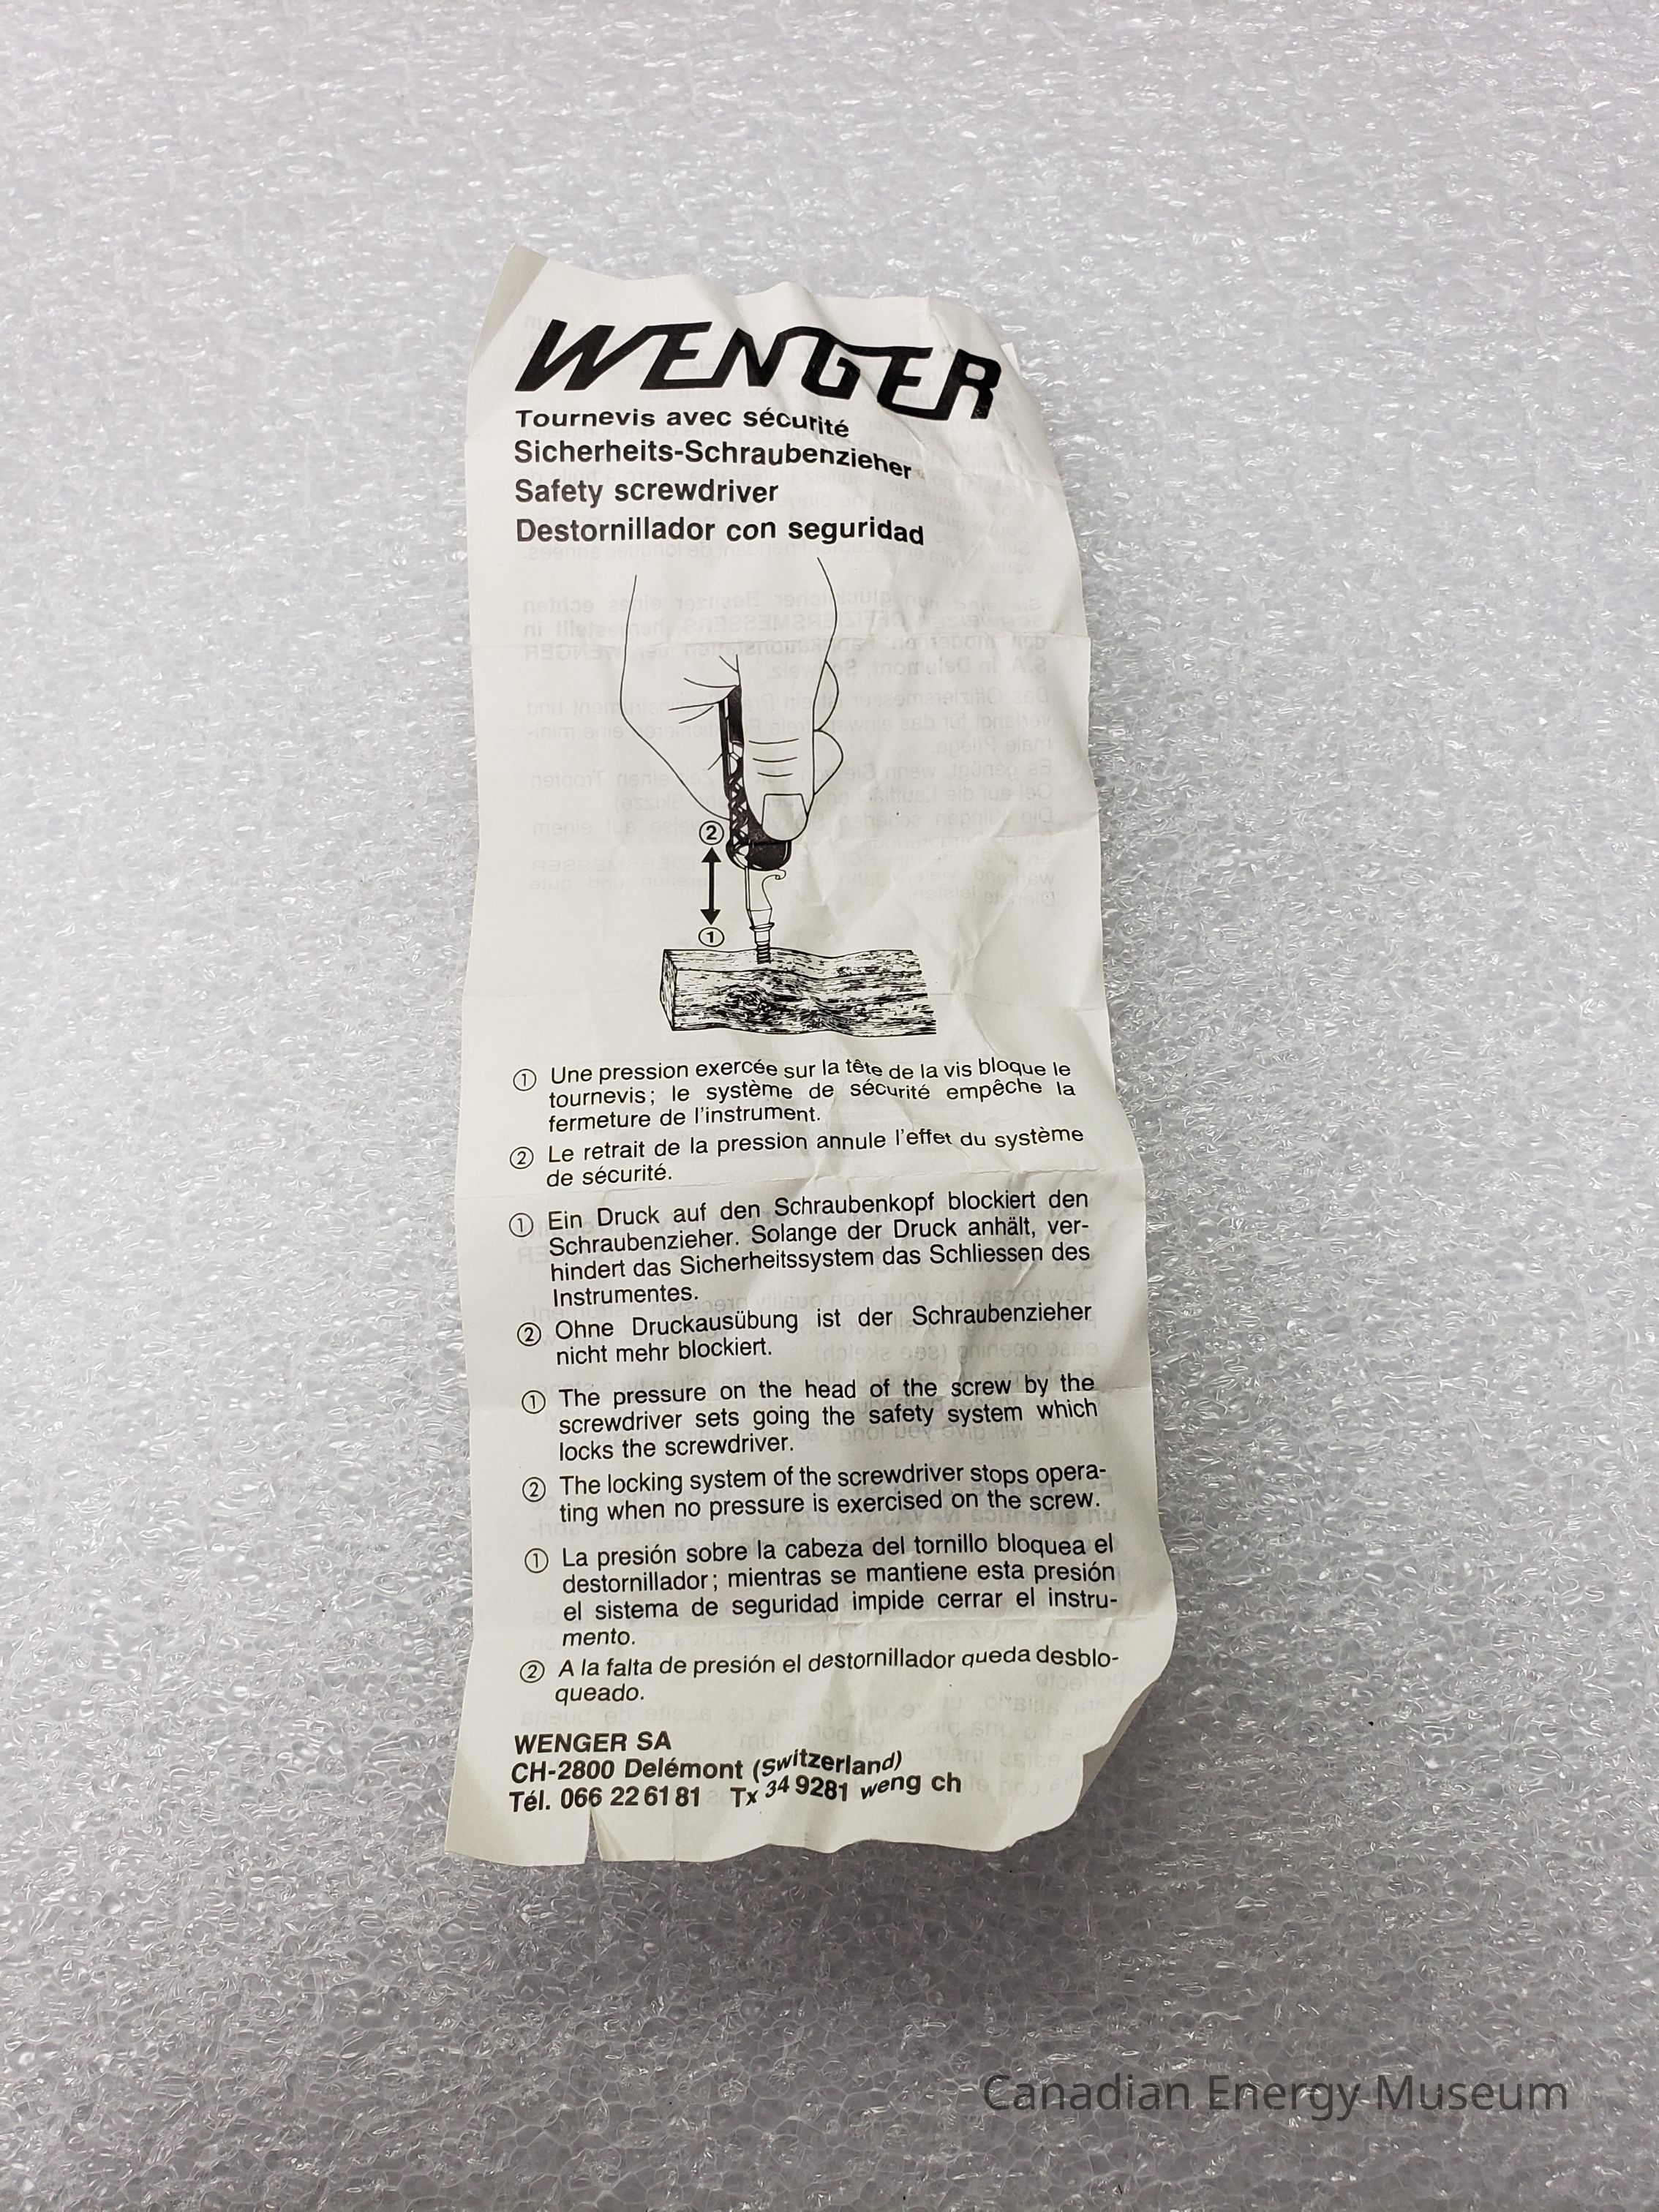 WENGER
Tournevis avec sécurité
Sicherheits-Schraubenzieher
Safety screwdriver
Destornillador con seguridad
②
①
① Une pression exercée sur la tête de la vis bloque le
tournevis; le système de sécurité empêche la
fermeture de l'instrument.
② Le retrait de la pression annule l'effet du système
de sécurité.
① Ein Druck auf den Schraubenkopf blockiert den
Schraubenzieher. Solange der Druck anhält, ver-
hindert das Sicherheitssystem das Schliessen des
Instrumentes.
② Ohne Druckausübung ist der Schraubenzieher
nicht mehr blockiert.
① The pressure on the head of the screw by the
screwdriver sets going the safety system which
locks the screwdriver.
② The locking system of the screwdriver stops opera-
ting when no pressure is exercised on the screw.
① La presión sobre la cabeza del tornillo bloquea el
destornillador; mientras se mantiene esta presión
el sistema de seguridad impide cerrar el instru-
mento.
② A la falta de presión el destornillador queda desblo-
queado.
WENGER SA
CH-2800 Delémont (Switzerland)
Tél. 066 22 61 81 Tx 34 9281 weng ch
Canadian Energy Museum